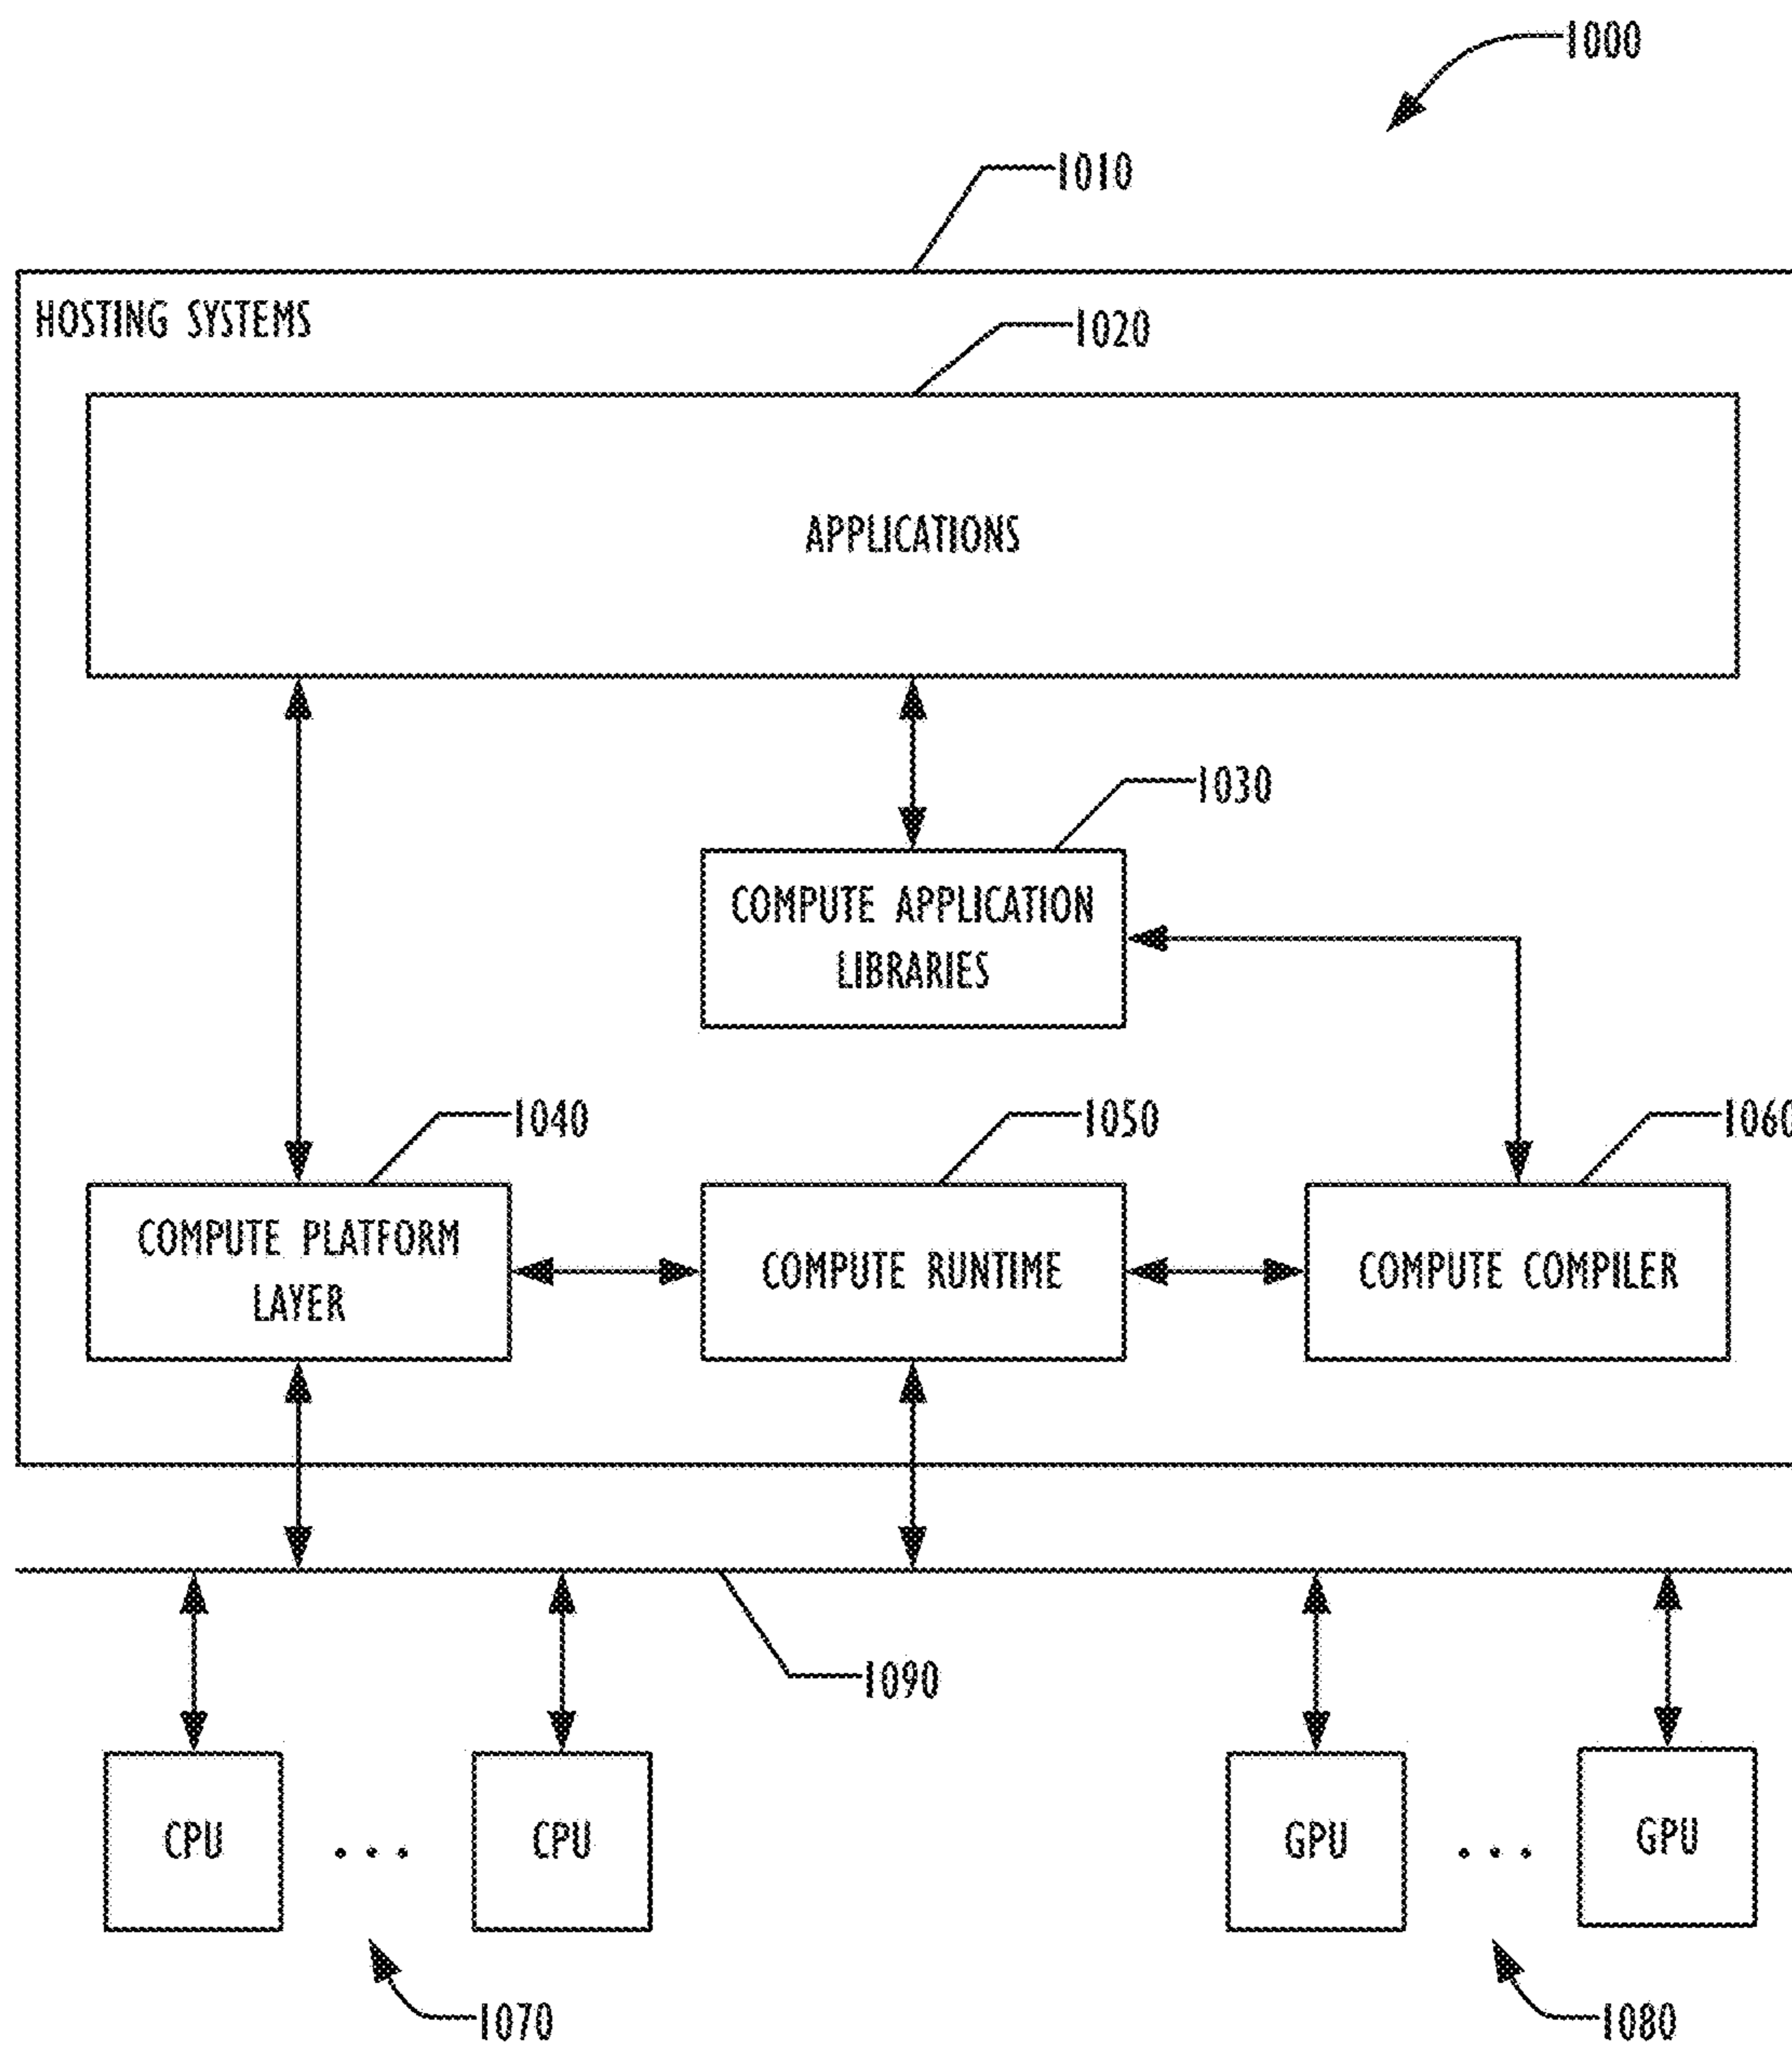 1000
1010
HOSTING SYSTEMS
1020
APPLICATIONS
1030
COMPUTE APPLICATION
LIBRARIES
1040
1050
1060
COMPUTE PLATFORM
LAYER
COMPUTE RUNTIME
COMPUTE COMPILER
1090
CPU
...
CPU
GPU
...
GPU
1070
1080